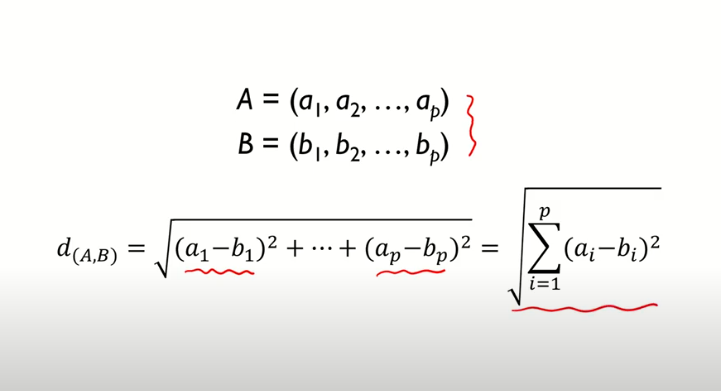 A = (a₁, a₂, …, aₚ)
B = (b₁, b₂, …, bₚ)
d₍A,B₎ = √((a₁−b₁)² + ⋯ + (aₚ−bₚ)²) = √(∑ᵢ₌₁ᵖ (aᵢ−bᵢ)²)